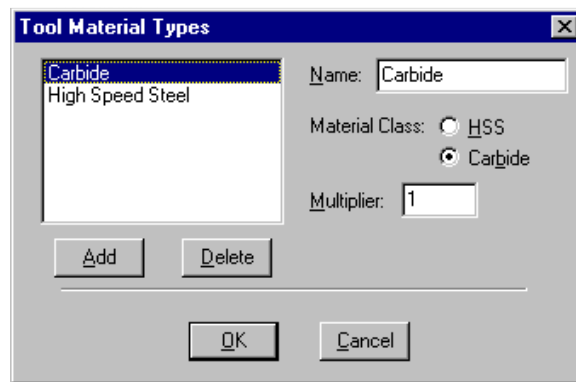 Tool Material Types
Carbide
High Speed Steel
Name: Carbide
Material Class: HSS
Carbide
Multiplier: 1
Add Delete
OK Cancel